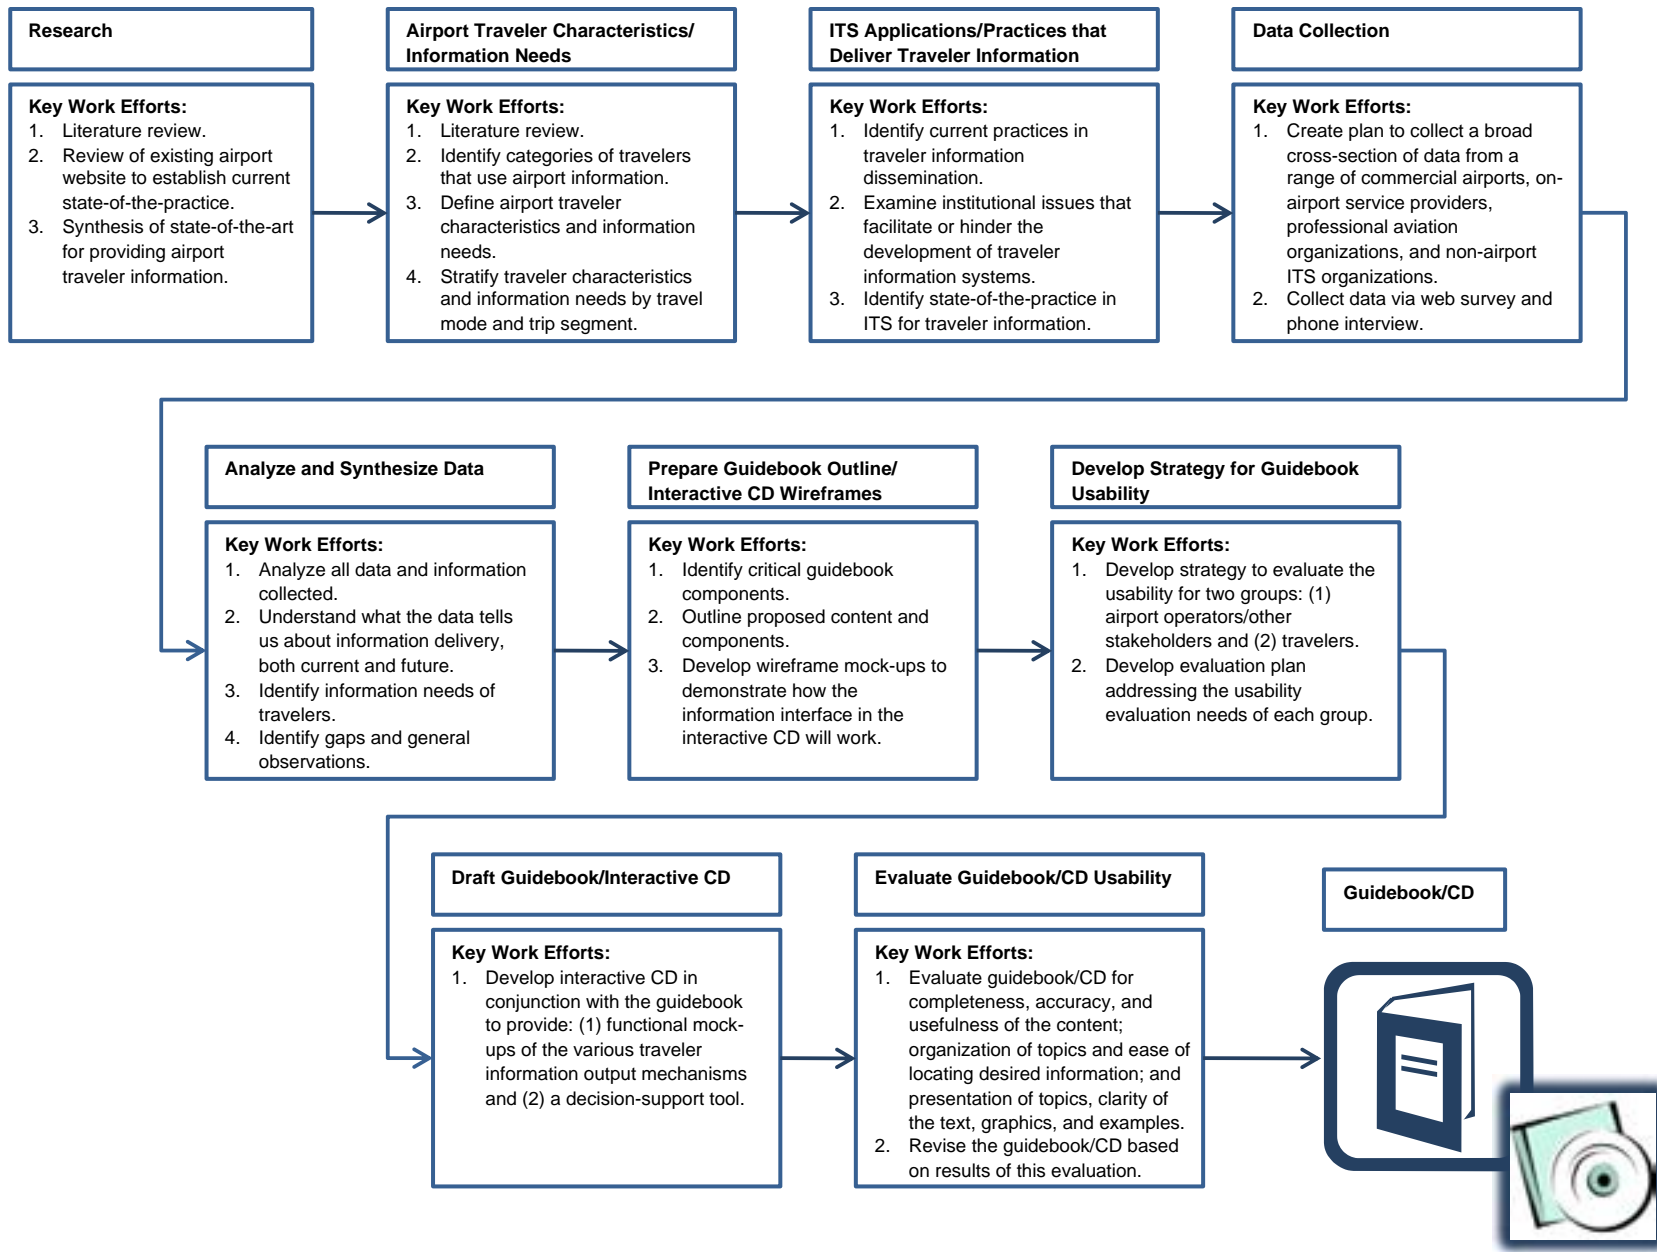 Research
Key Work Efforts:
1. Literature review.
2. Review of existing airport
website to establish current
state-of-the-practice.
3. Synthesis of state-of-the-art
for providing airport
traveler information.
Airport Traveler Characteristics/
Information Needs
Key Work Efforts:
1. Literature review.
2. Identify categories of travelers
that use airport information.
3. Define airport traveler
characteristics and information
needs.
4. Stratify traveler characteristics
and information needs by travel
mode and trip segment.
ITS Applications/Practices that
Deliver Traveler Information
Key Work Efforts:
1. Identify current practices in
traveler information
dissemination.
2. Examine institutional issues that
facilitate or hinder the
development of traveler
information systems.
3. Identify state-of-the-practice in
ITS for traveler information.
Data Collection
Key Work Efforts:
1. Create plan to collect a broad
cross-section of data from a
range of commercial airports, on-
airport service providers,
professional aviation
organizations, and non-airport
ITS organizations.
2. Collect data via web survey and
phone interview.
Analyze and Synthesize Data
Key Work Efforts:
1. Analyze all data and information
collected.
2. Understand what the data tells
us about information delivery,
both current and future.
3. Identify information needs of
travelers.
4. Identify gaps and general
observations.
Prepare Guidebook Outline/
Interactive CD Wireframes
Key Work Efforts:
1. Identify critical guidebook
components.
2. Outline proposed content and
components.
3. Develop wireframe mock-ups to
demonstrate how the
information interface in the
interactive CD will work.
Develop Strategy for Guidebook
Usability
Key Work Efforts:
1. Develop strategy to evaluate the
usability for two groups: (1)
airport operators/other
stakeholders and (2) travelers.
2. Develop evaluation plan
addressing the usability
evaluation needs of each group.
Draft Guidebook/Interactive CD
Key Work Efforts:
1. Develop interactive CD in
conjunction with the guidebook
to provide: (1) functional mock-
ups of the various traveler
information output mechanisms
and (2) a decision-support tool.
Evaluate Guidebook/CD Usability
Key Work Efforts:
1. Evaluate guidebook/CD for
completeness, accuracy, and
usefulness of the content;
organization of topics and ease of
locating desired information; and
presentation of topics, clarity of
the text, graphics, and examples.
2. Revise the guidebook/CD based
on results of this evaluation.
Guidebook/CD